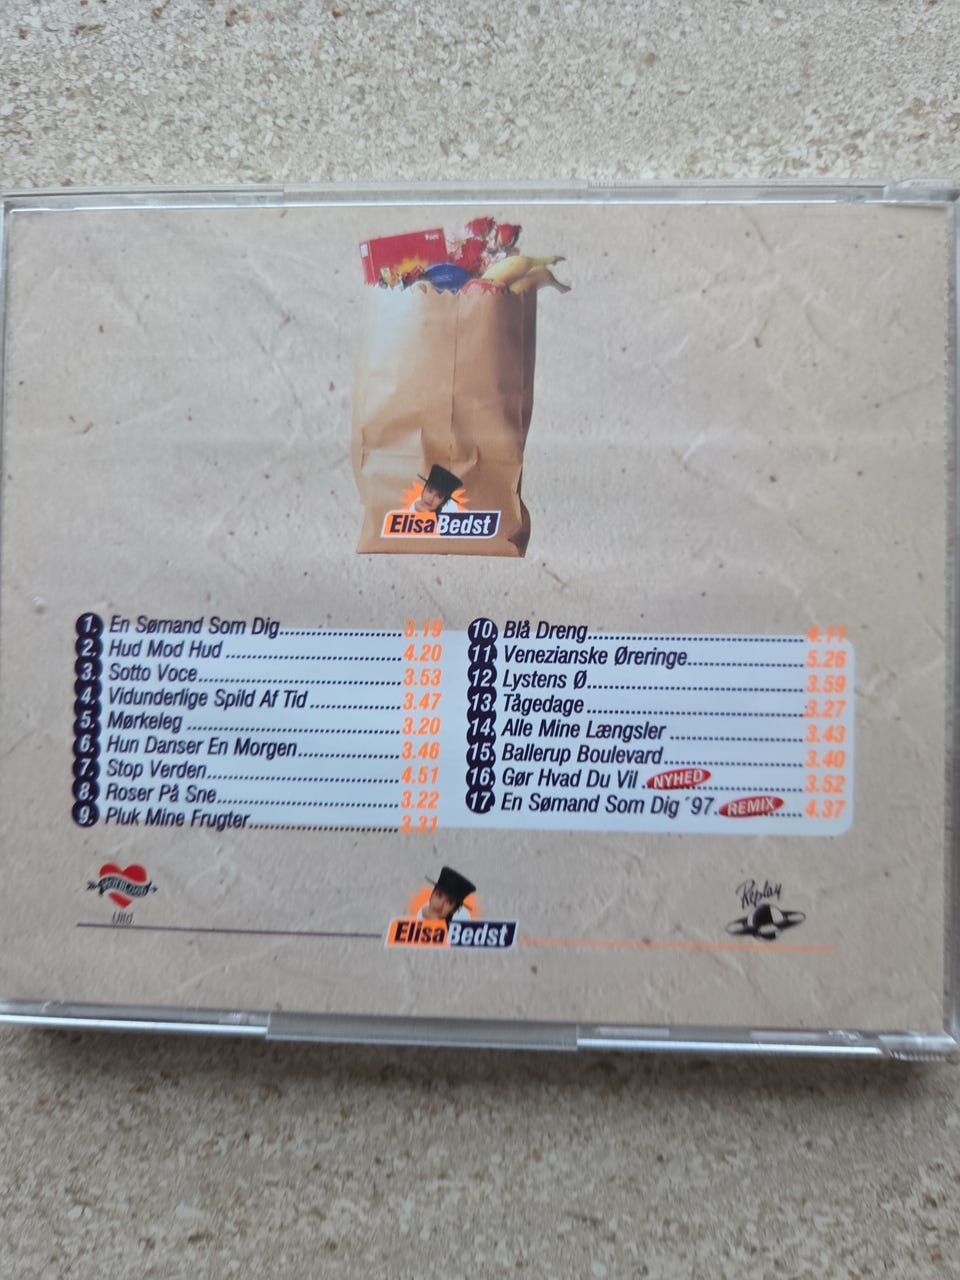 ElisaBedst
1. En Sømand Som Dig 3.19
2. Hud Mod Hud 4.20
3. Sotto Voce 3.53
4. Vidunderlige Spild Af Tid 3.47
5. Mørkeleg 3.20
6. Hun Danser En Morgen 3.46
7. Stop Verden 4.51
8. Roser På Sne 3.22
9. Pluk Mine Frugter 3.31
10. Blå Dreng 4.11
11. Venezianske Øreringe 5.26
12. Lystens Ø 3.59
13. Tågedage 3.27
14. Alle Mine Længsler 3.43
15. Ballerup Boulevard 3.40
16. Gør Hvad Du Vil NYHED 3.52
17. En Sømand Som Dig ´97 REMIX 4.37
Replay
ElisaBedst